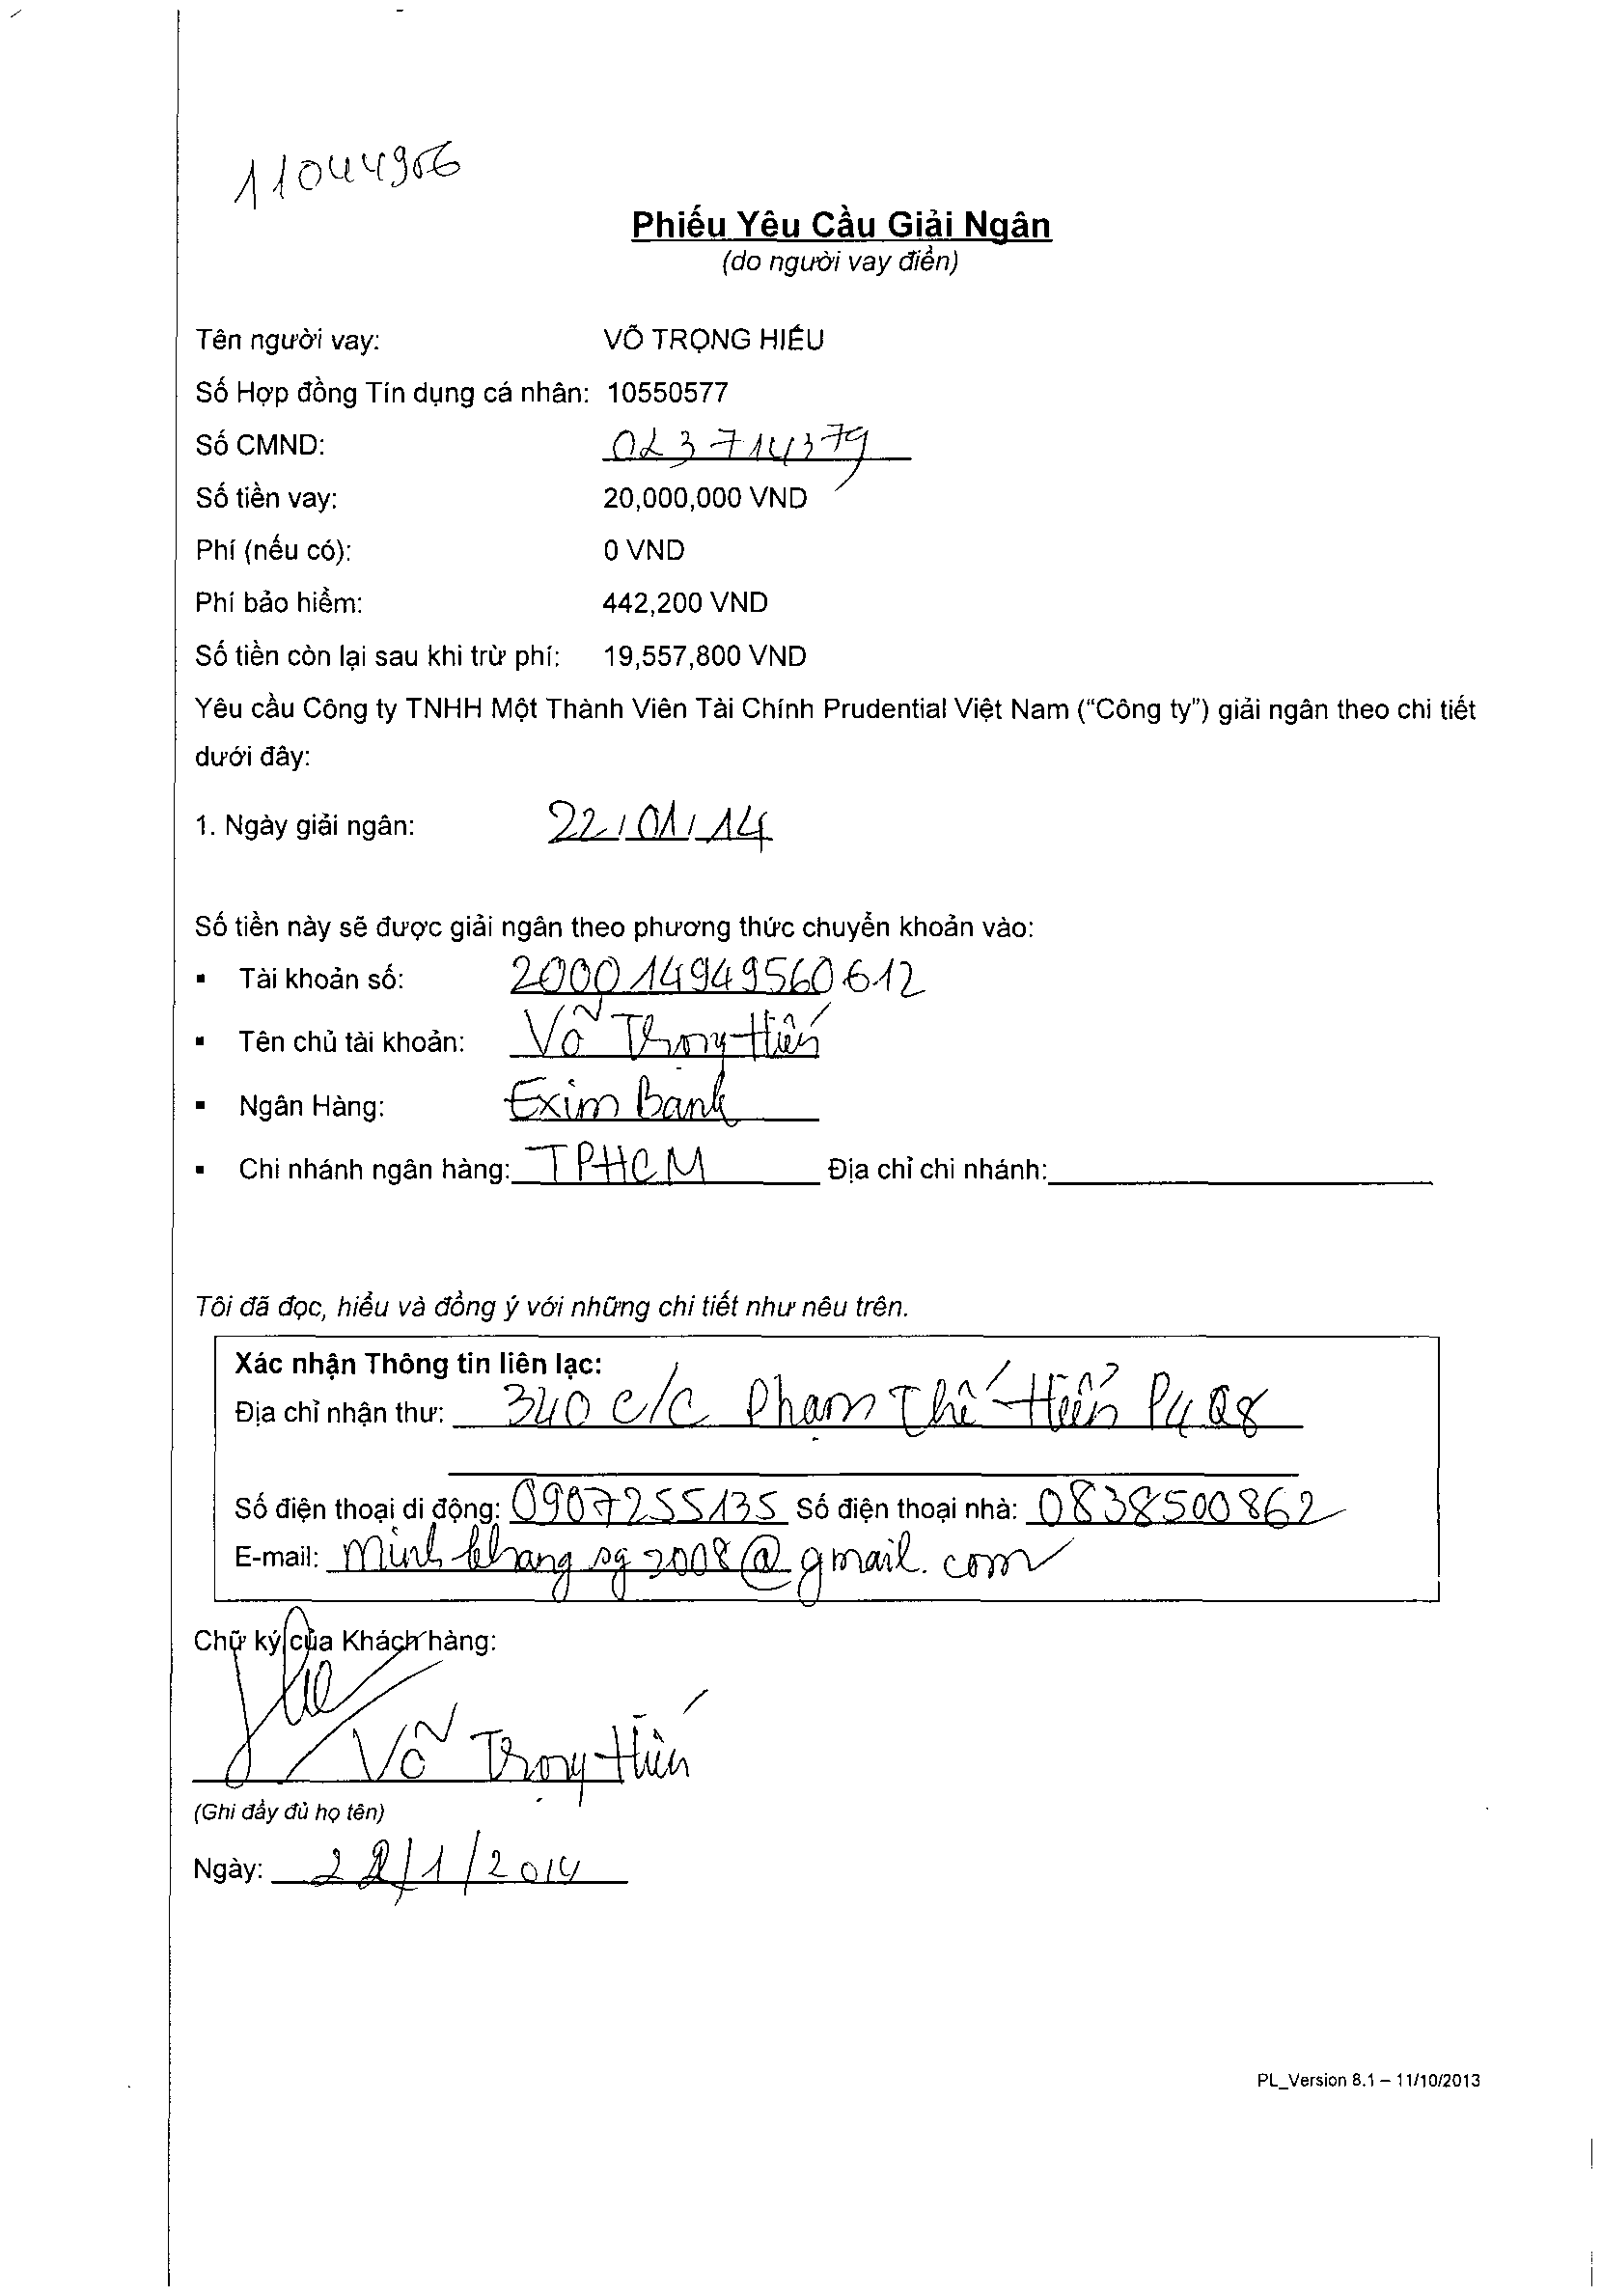 11044956
Phiếu Yêu Cầu Giải Ngân
(do người vay điền)
Tên người vay: VÕ TRỌNG HIẾU
Số Hợp đồng Tín dụng cá nhân: 10550577
Số CMND: 023714379
Số tiền vay: 20,000,000 VND
Phí (nếu có): 0 VND
Phí bảo hiểm: 442,200 VND
Số tiền còn lại sau khi trừ phí: 19,557,800 VND
Yêu cầu Công ty TNHH Một Thành Viên Tài Chính Prudential Việt Nam (“Công ty”) giải ngân theo chi tiết
dưới đây:
1. Ngày giải ngân: 22/01/14
Số tiền này sẽ được giải ngân theo phương thức chuyển khoản vào:
▪ Tài khoản số: 200014949560612
▪ Tên chủ tài khoản: Võ Trọng Hiếu
▪ Ngân Hàng: Exim Bank
▪ Chi nhánh ngân hàng: TPHCM Địa chỉ chi nhánh:
Tôi đã đọc, hiểu và đồng ý với những chi tiết như nêu trên.
Xác nhận Thông tin liên lạc:
Địa chỉ nhận thư: 340 C/C Phạm Thế Hiển P4 Q8
Số điện thoại di động: 0907255135 Số điện thoại nhà: 0838500862
E-mail: minhkhangsg2008@gmail.com
Chữ ký của Khách hàng:
Võ Trọng Hiếu
(Ghi đầy đủ họ tên)
Ngày: 22/1/2014
PL_Version 8.1 – 11/10/2013